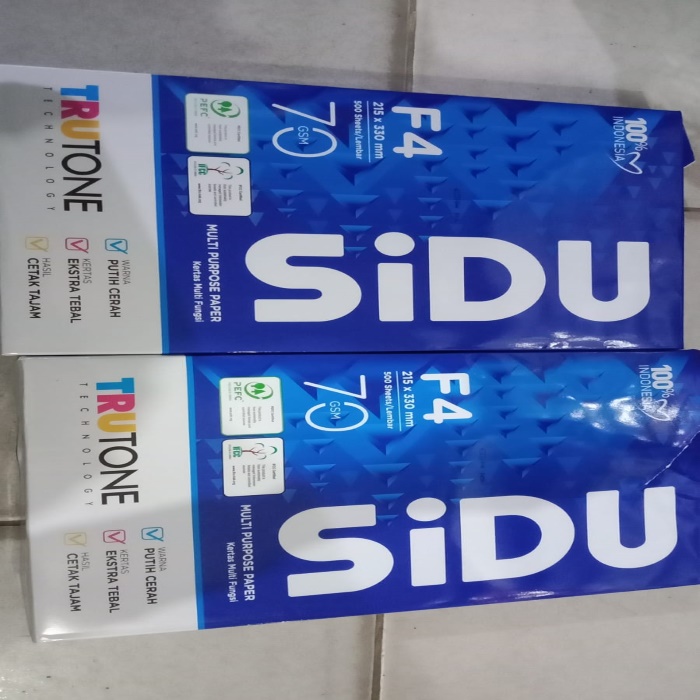 100%
INDONESIA
F4
215 x 330 mm
500 Sheets/Lembar
70
GSM
PEFC
IFCC
SiDU
MULTI PURPOSE PAPER
Kertas Multi Fungsi
TRUTONE
TECHNOLOGY
WARNA
PUTIH CERAH
KERTAS
EKSTRA TEBAL
HASIL
CETAK TAJAM
100%
INDONESIA
F4
215 x 330 mm
500 Sheets/Lembar
70
GSM
PEFC
IFCC
SiDU
MULTI PURPOSE PAPER
Kertas Multi Fungsi
TRUTONE
TECHNOLOGY
WARNA
PUTIH CERAH
KERTAS
EKSTRA TEBAL
HASIL
CETAK TAJAM